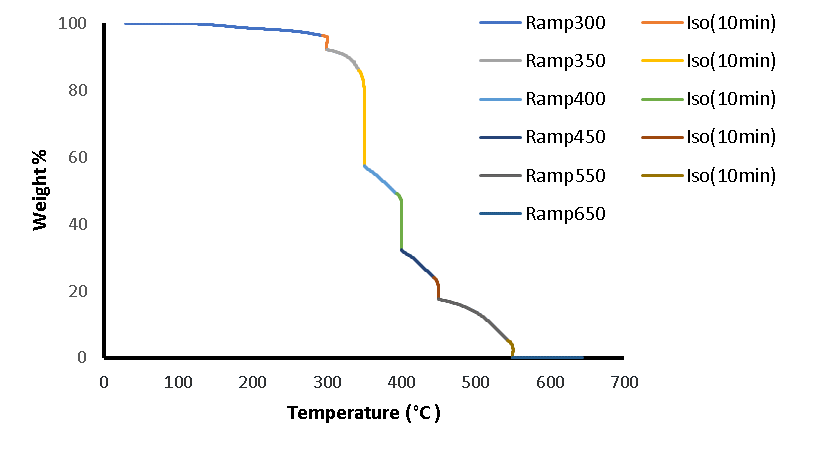 100
80
60
40
20
0
Weight %
0 100 200 300 400 500 600 700
Temperature (°C)
Ramp300 Iso(10min)
Ramp350 Iso(10min)
Ramp400 Iso(10min)
Ramp450 Iso(10min)
Ramp550 Iso(10min)
Ramp650